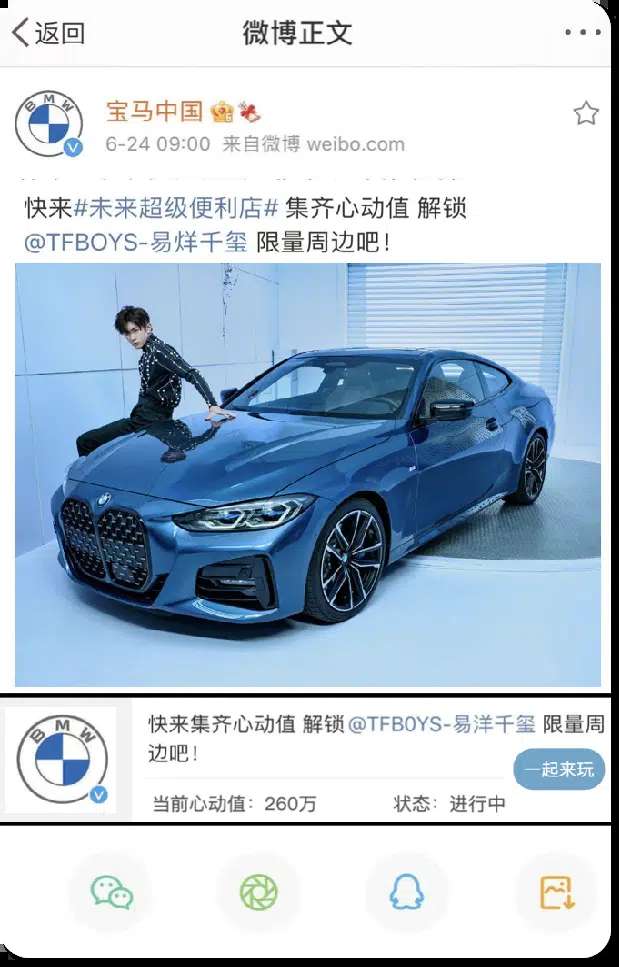 返回
微博正文
宝马中国
6-24 09:00 来自微博 weibo.com
快来#未来超级便利店# 集齐心动值 解锁
@TFBOYS-易烊千玺 限量周边吧！
BMW
快来集齐心动值 解锁@TFB0YS-易洋千玺 限量周
边吧！
一起来玩
当前心动值：260万
状态：进行中